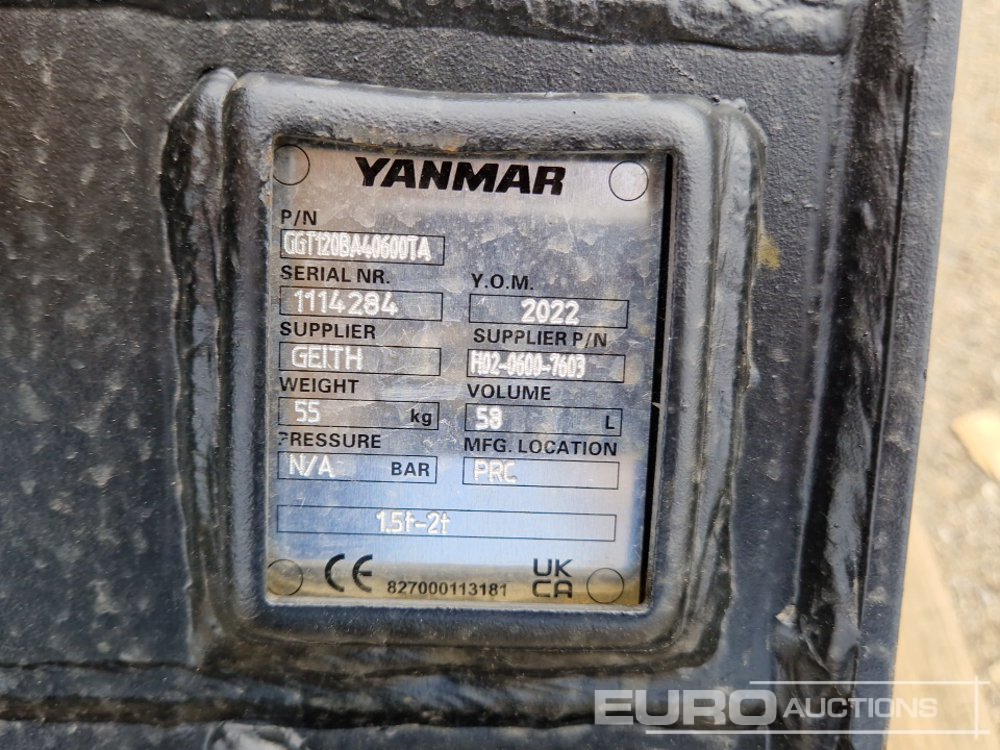 YANMAR
P/N
GGT120BA40600TA
SERIAL NR. Y.O.M.
1114284 2022
SUPPLIER SUPPLIER P/N
GEITH H02-0600-7603
WEIGHT VOLUME
55 kg 58 L
PRESSURE MFG. LOCATION
N/A BAR PRC
1.5t-2t
CE 827000113181 UK CA
EURO AUCTIONS